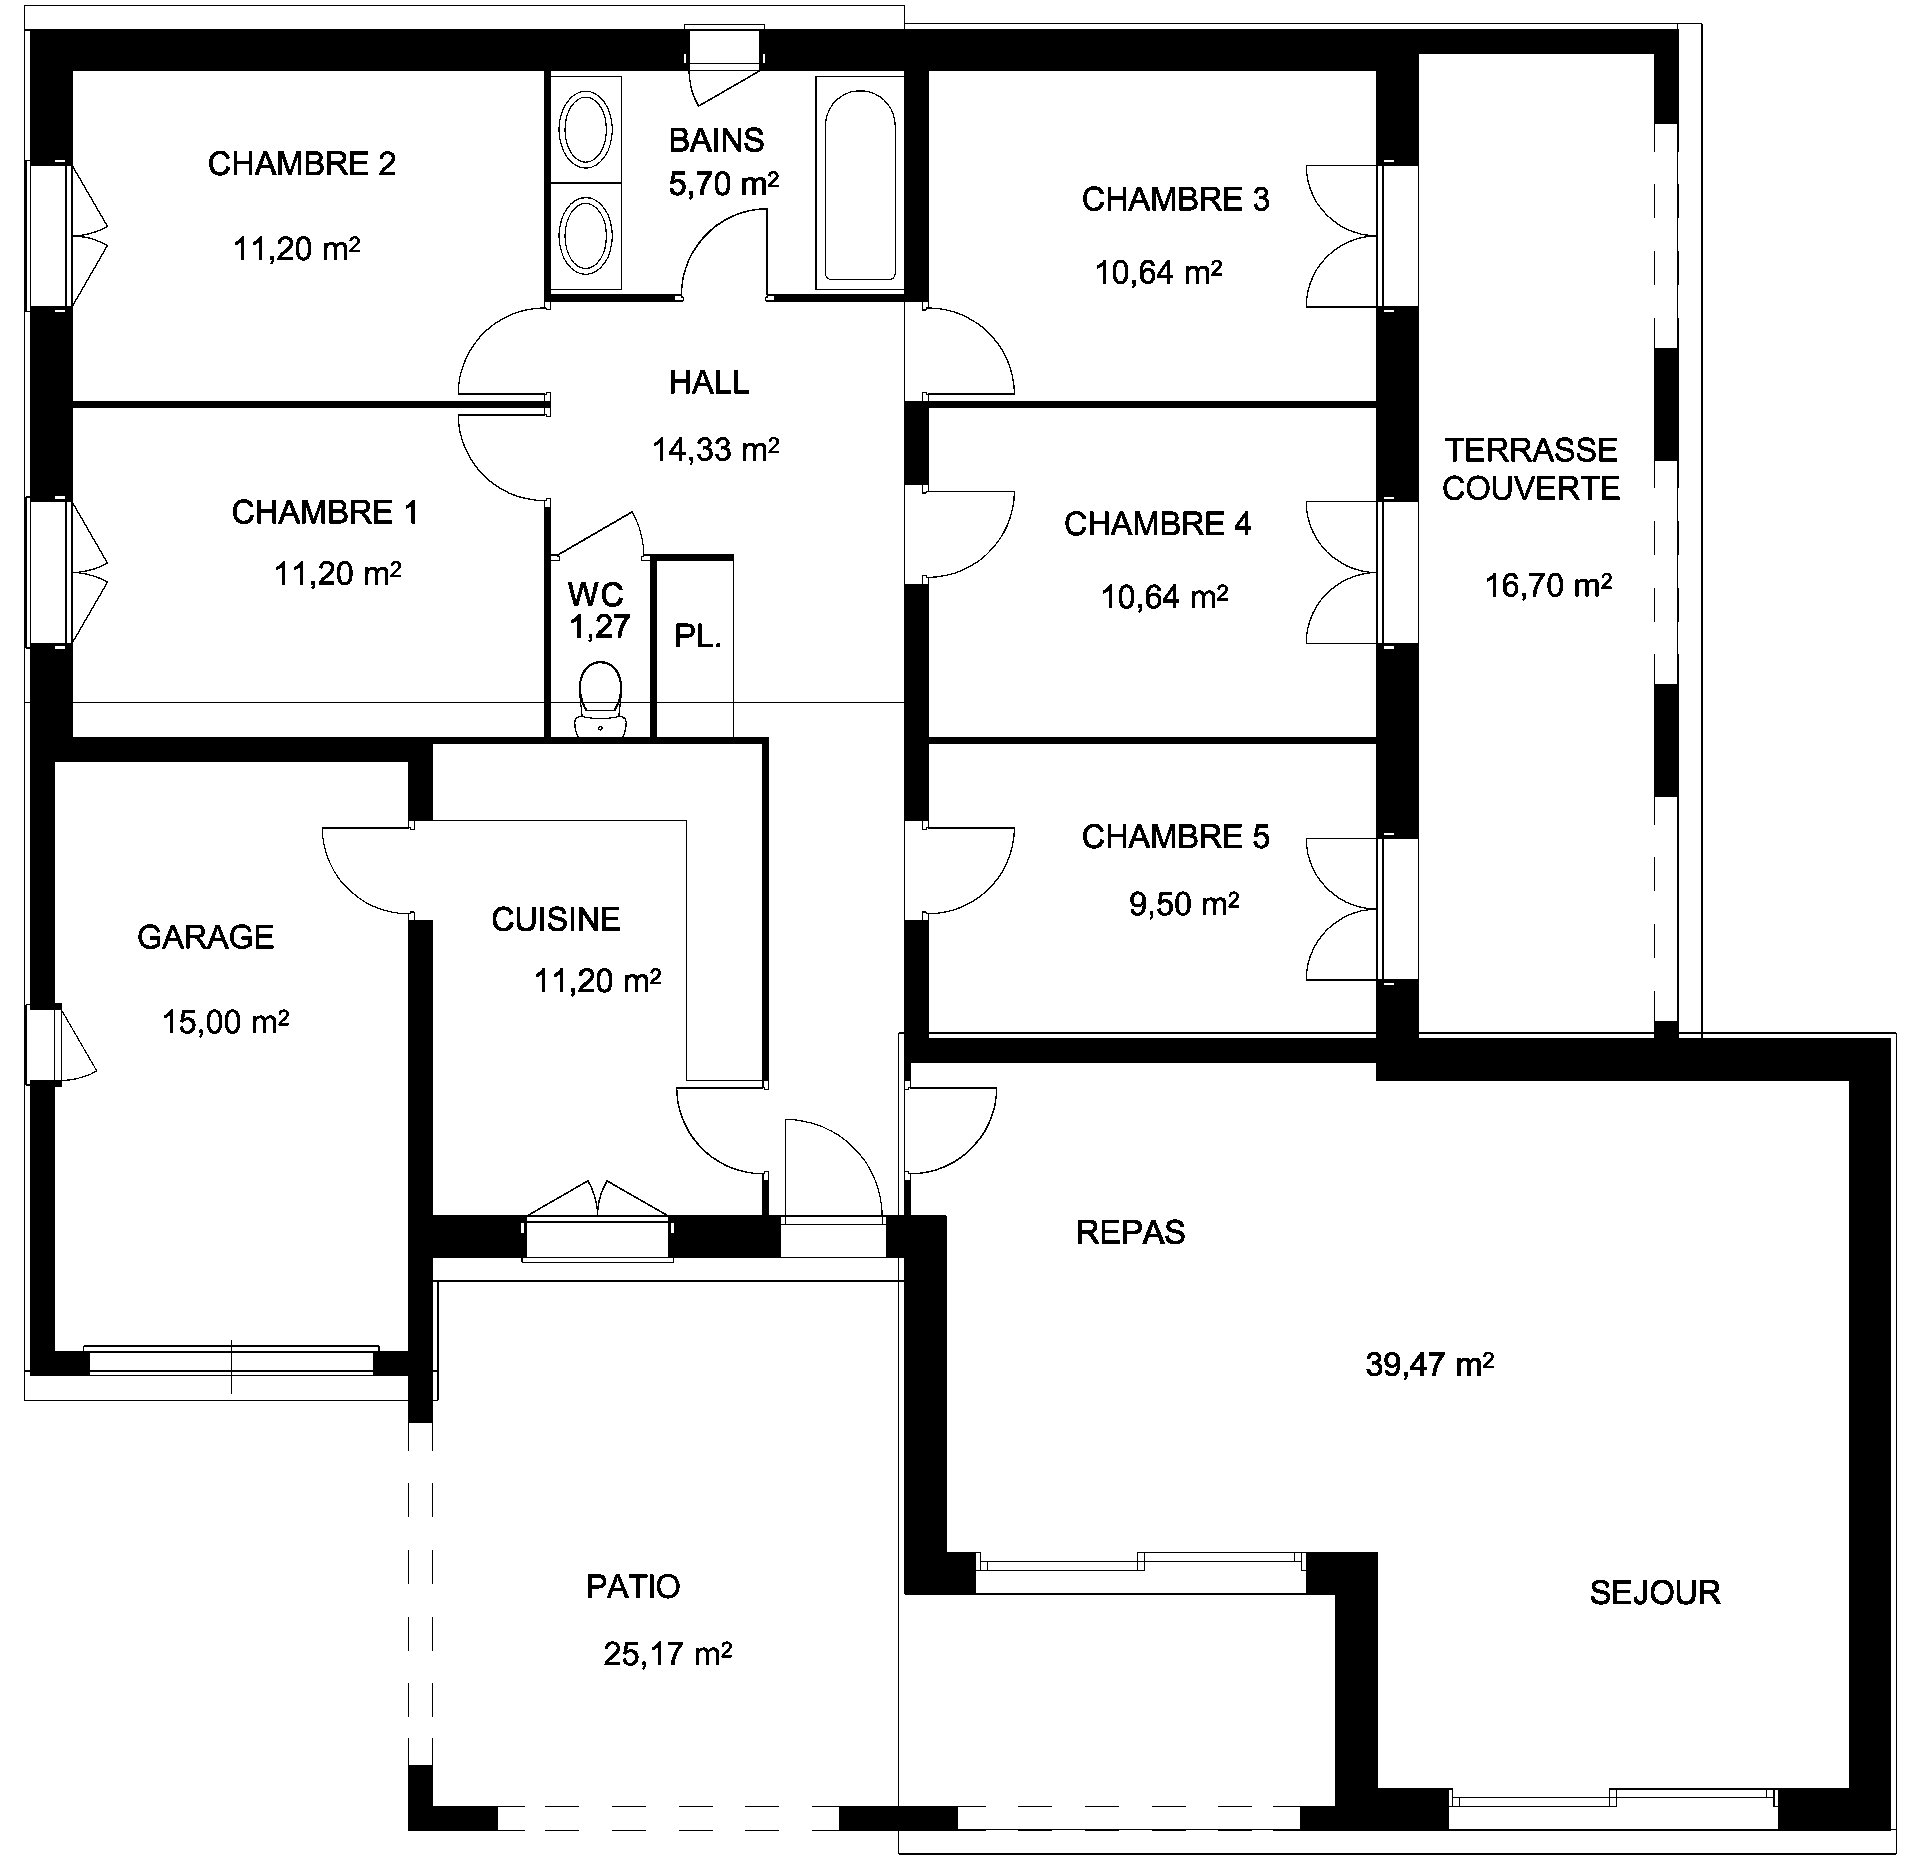 CHAMBRE 2
11,20 m²
BAINS
5,70 m²
CHAMBRE 3
10,64 m²
HALL
14,33 m²
TERRASSE
COUVERTE
16,70 m²
CHAMBRE 1
11,20 m²
CHAMBRE 4
10,64 m²
WC
1,27
PL.
CHAMBRE 5
9,50 m²
GARAGE
15,00 m²
CUISINE
11,20 m²
REPAS
39,47 m²
SEJOUR
PATIO
25,17 m²